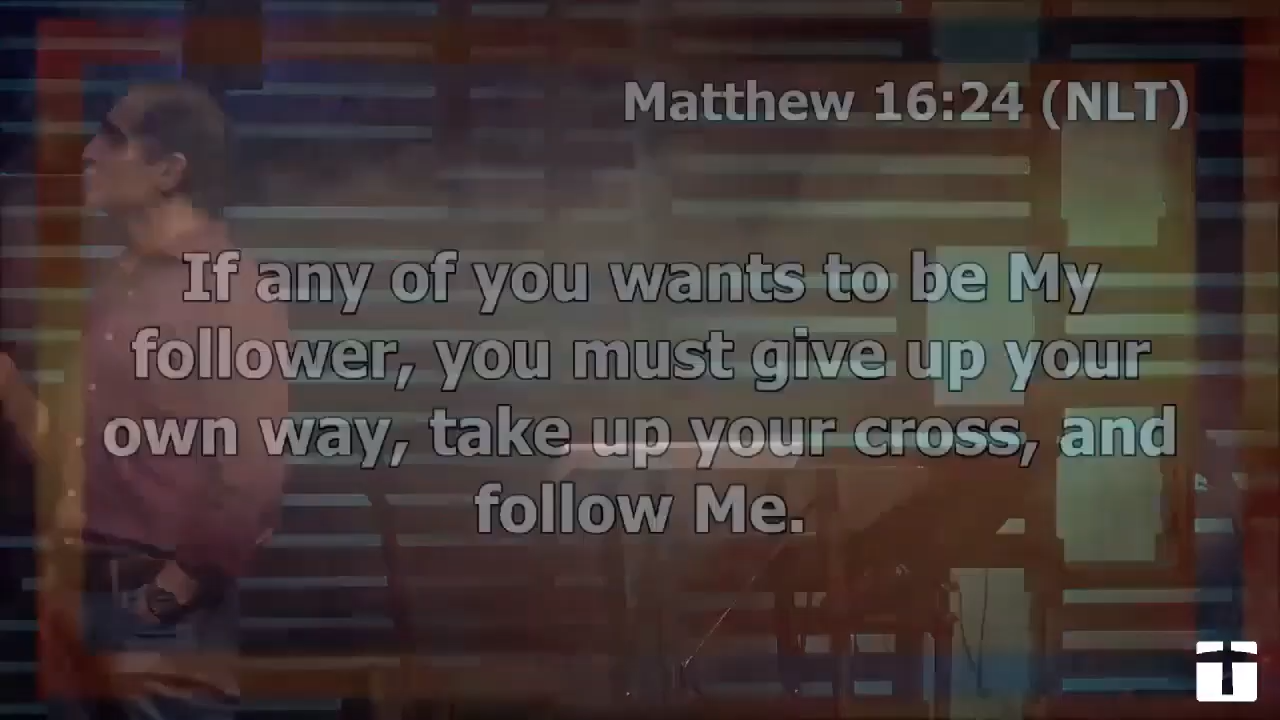 Matthew 16:24 (NLT)
If any of you wants to be My
follower, you must give up your
own way, take up your cross, and
follow Me.